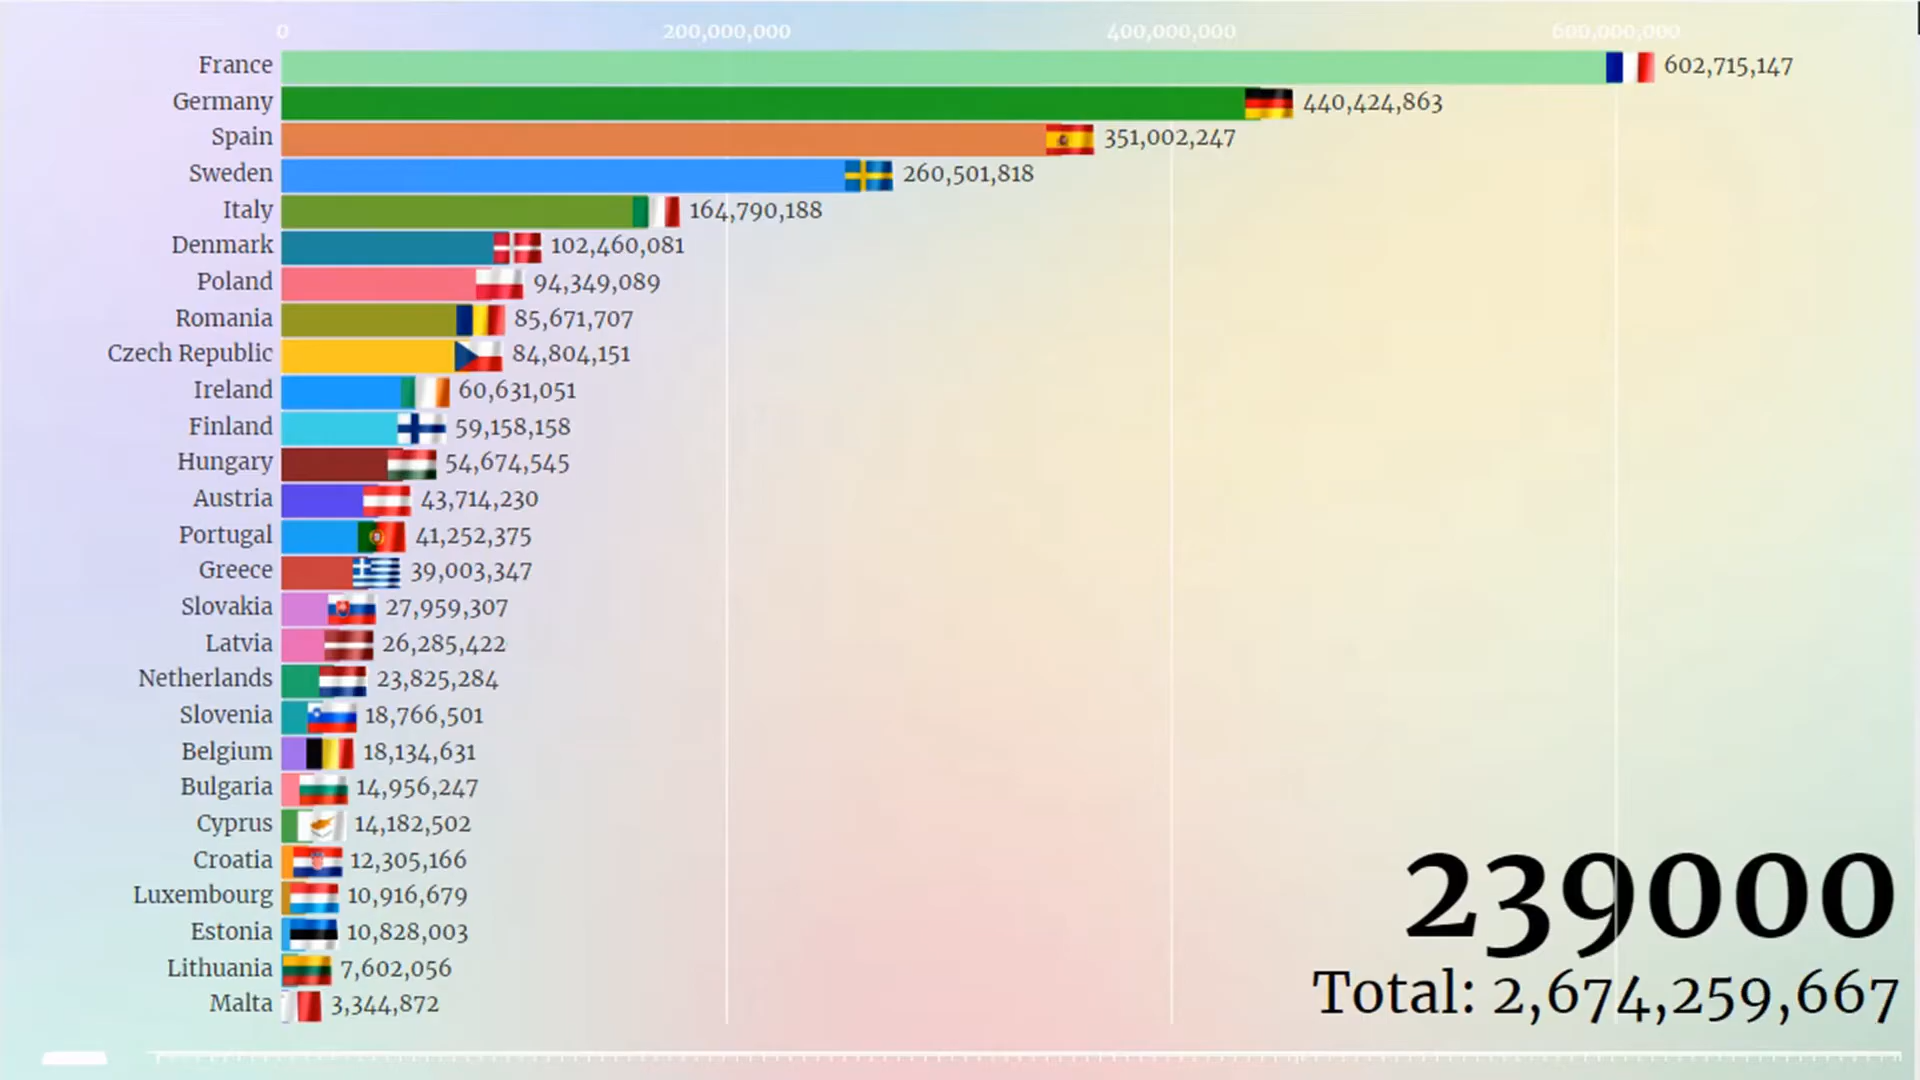 0 200,000,000 400,000,000 600,000,000
France 602,715,147
Germany 440,424,863
Spain 351,002,247
Sweden 260,501,818
Italy 164,790,188
Denmark 102,460,081
Poland 94,349,089
Romania 85,671,707
Czech Republic 84,804,151
Ireland 60,631,051
Finland 59,158,158
Hungary 54,674,545
Austria 43,714,230
Portugal 41,252,375
Greece 39,003,347
Slovakia 27,959,307
Latvia 26,285,422
Netherlands 23,825,284
Slovenia 18,766,501
Belgium 18,134,631
Bulgaria 14,956,247
Cyprus 14,182,502
Croatia 12,305,166
Luxembourg 10,916,679
Estonia 10,828,003
Lithuania 7,602,056
Malta 3,344,872
239000
Total: 2,674,259,667